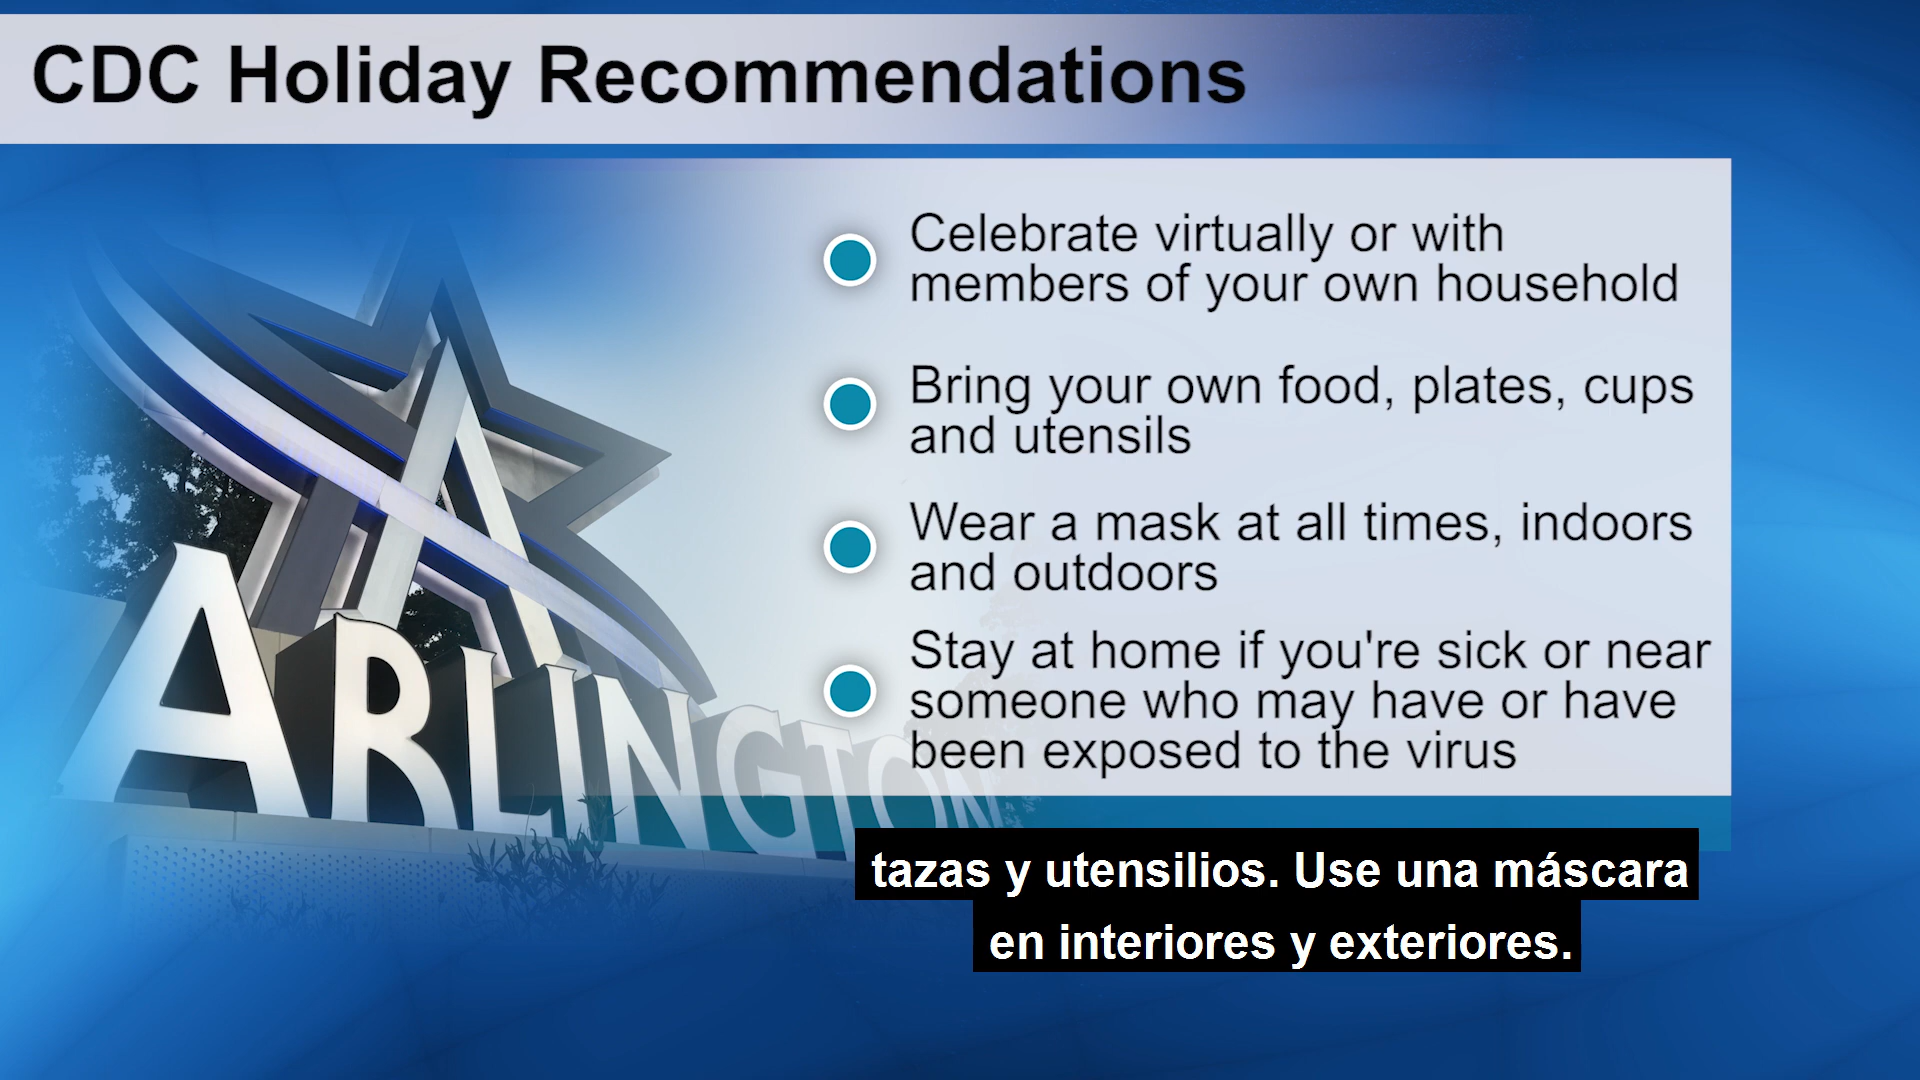 CDC Holiday Recommendations
Celebrate virtually or with
members of your own household
Bring your own food, plates, cups
and utensils
Wear a mask at all times, indoors
and outdoors
Stay at home if you're sick or near
someone who may have or have
been exposed to the virus
ARLINGTON
tazas y utensilios. Use una máscara
en interiores y exteriores.